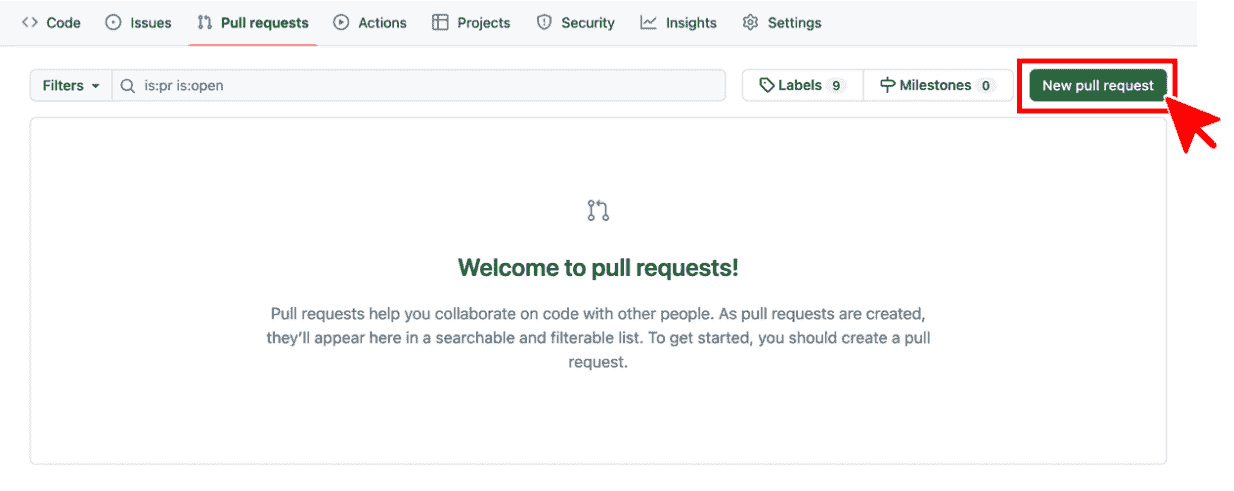 Code Issues Pull requests Actions Projects Security Insights Settings
Filters is:pr is:open Labels 9 Milestones 0 New pull request
Welcome to pull requests!
Pull requests help you collaborate on code with other people. As pull requests are created,
they'll appear here in a searchable and filterable list. To get started, you should create a pull
request.